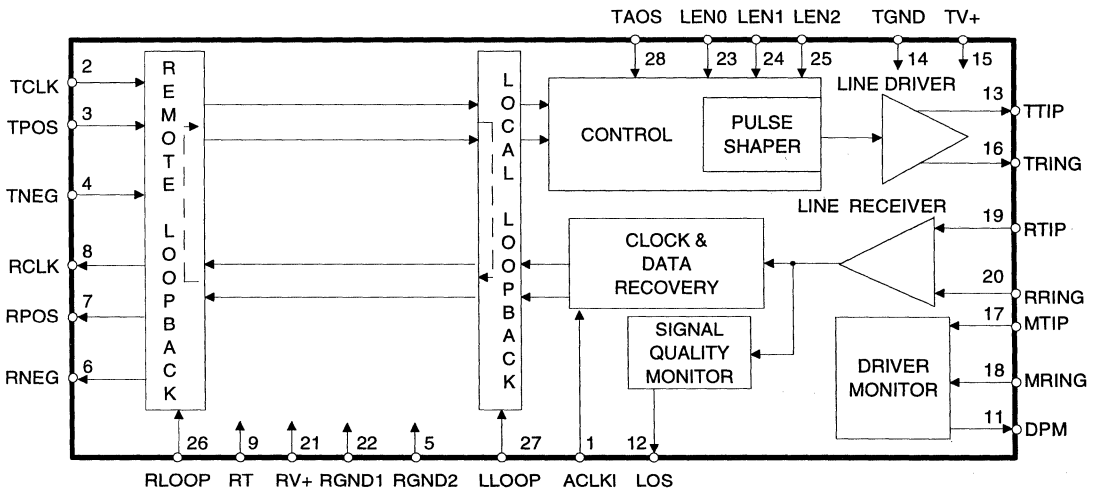 TAOS LEN0 LEN1 LEN2 TGND TV+
28 23 24 25 14 15
2
TCLK
3
TPOS
4
TNEG
8
RCLK
7
RPOS
6
RNEG
REMOTE LOOPBACK
LOCAL LOOPBACK
CONTROL
PULSE
SHAPER
LINE DRIVER
13
TTIP
16
TRING
LINE RECEIVER
19
RTIP
20
RRING
CLOCK &
DATA
RECOVERY
SIGNAL
QUALITY
MONITOR
DRIVER
MONITOR
17
MTIP
18
MRING
11
DPM
26 9 21 22 5 27 1 12
RLOOP RT RV+ RGND1 RGND2 LLOOP ACLKI LOS